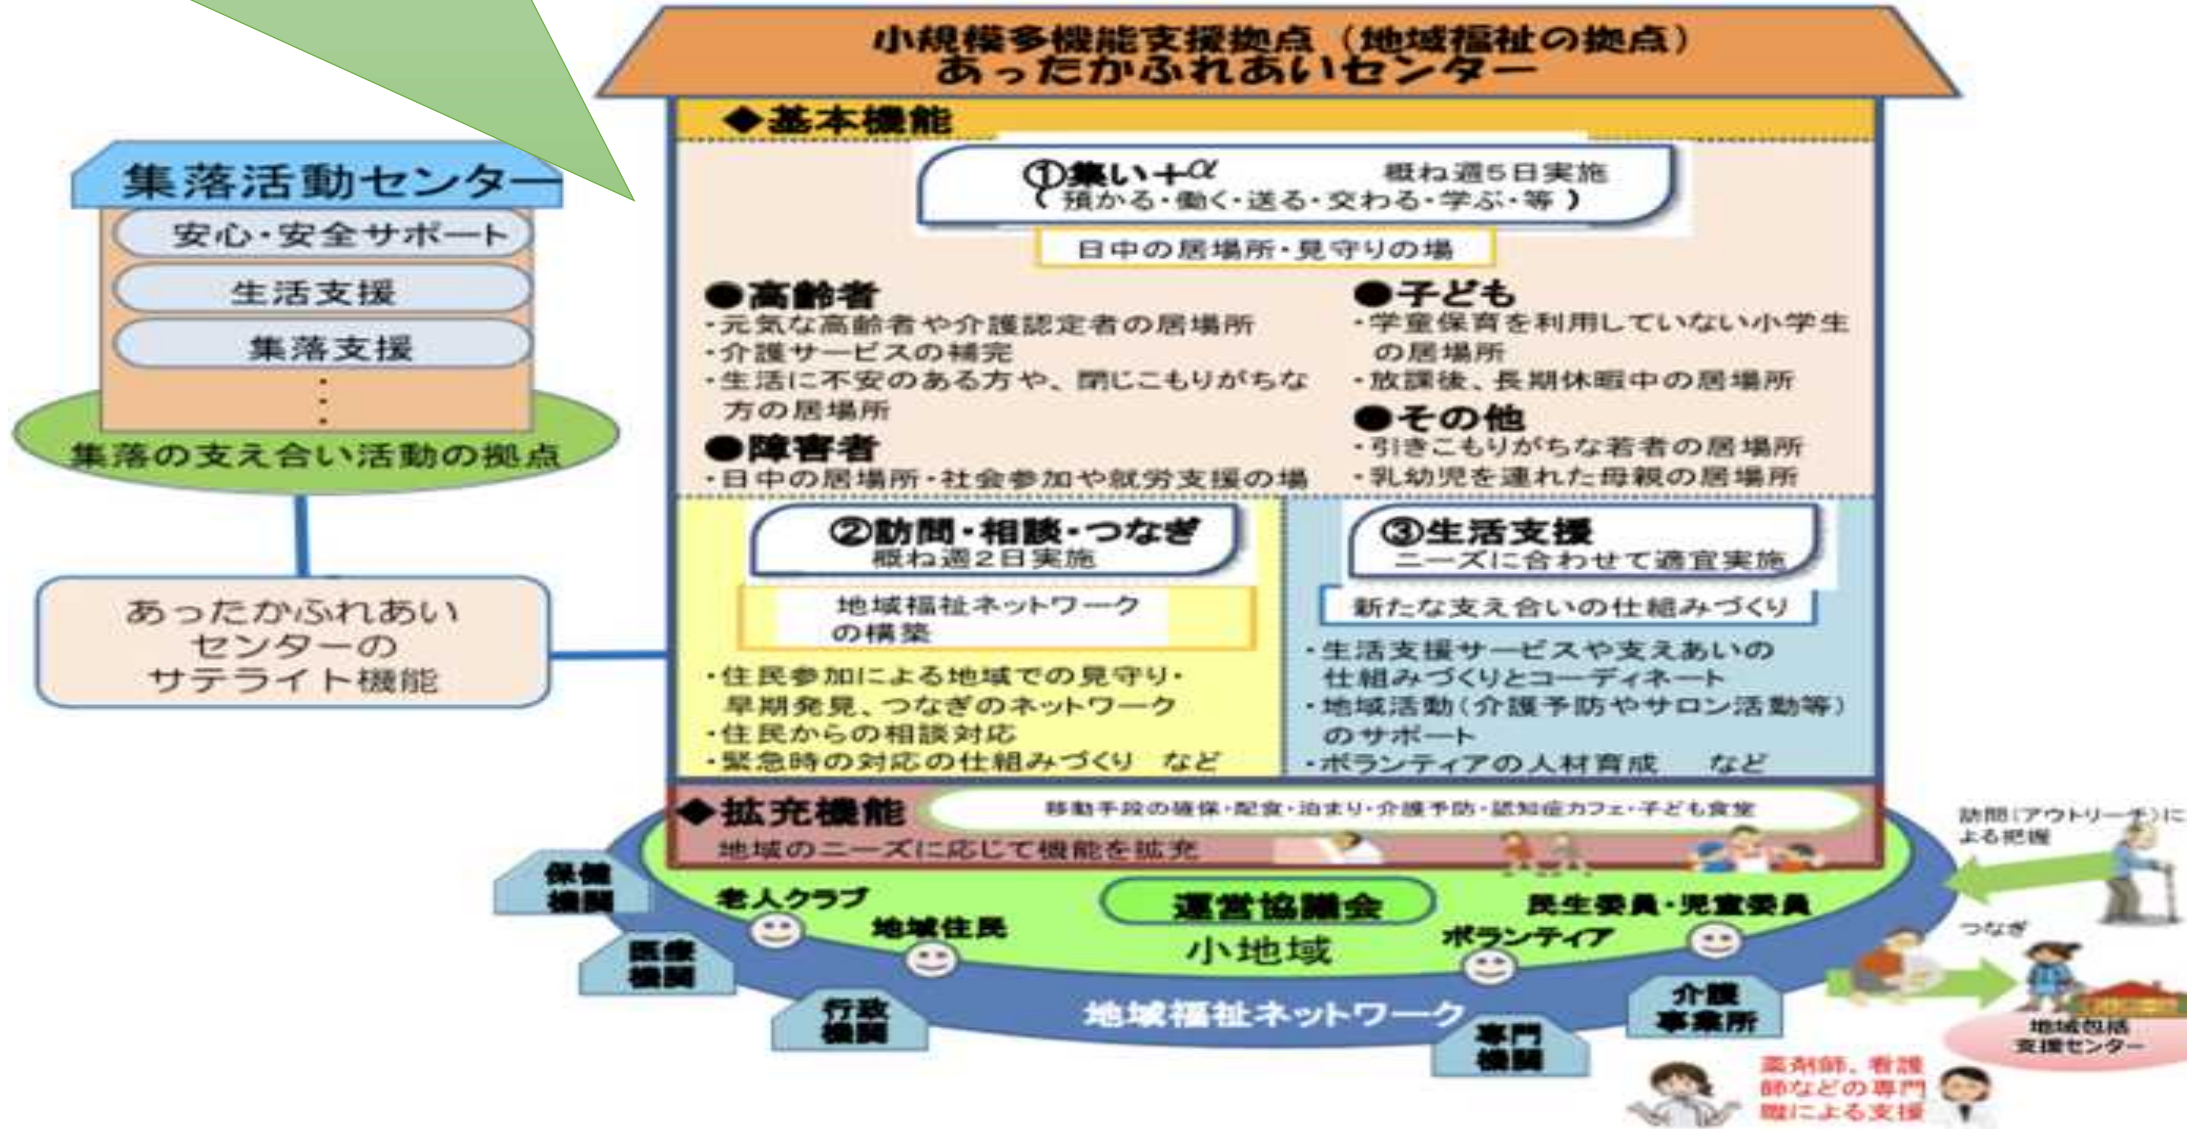 小規模多機能支援拠点（地域福祉の拠点）
あったかふれあいセンター
◆基本機能
①集い＋α　概ね週5日実施
（預かる・働く・送る・交わる・学ぶ・等）
日中の居場所・見守りの場
●高齢者
・元気な高齢者や介護認定者の居場所
・介護サービスの補完
・生活に不安のある方や、閉じこもりがちな
方の居場所
●障害者
・日中の居場所・社会参加や就労支援の場
●子ども
・学童保育を利用していない小学生
の居場所
・放課後、長期休暇中の居場所
●その他
・引きこもりがちな若者の居場所
・乳幼児を連れた母親の居場所
②訪問・相談・つなぎ
概ね週2日実施
地域福祉ネットワーク
の構築
・住民参加による地域での見守り・
早期発見、つなぎのネットワーク
・住民からの相談対応
・緊急時の対応の仕組みづくり　など
③生活支援
ニーズに合わせて適宜実施
新たな支え合いの仕組みづくり
・生活支援サービスや支えあいの
仕組みづくりとコーディネート
・地域活動（介護予防やサロン活動等）
のサポート
・ボランティアの人材育成　など
◆拡充機能
移動手段の確保・配食・泊まり・介護予防・認知症カフェ・子ども食堂
地域のニーズに応じて機能を拡充
集落活動センター
安心・安全サポート
生活支援
集落支援
・
・
・
集落の支え合い活動の拠点
あったかふれあい
センターの
サテライト機能
保健
機関
医療
機関
行政
機関
専門
機関
介護
事業所
老人クラブ
地域住民
運営協議会
小地域
ボランティア
民生委員・児童委員
地域福祉ネットワーク
訪問（アウトリーチ）に
よる把握
つなぎ
地域包括
支援センター
薬剤師、看護
師などの専門
職による支援